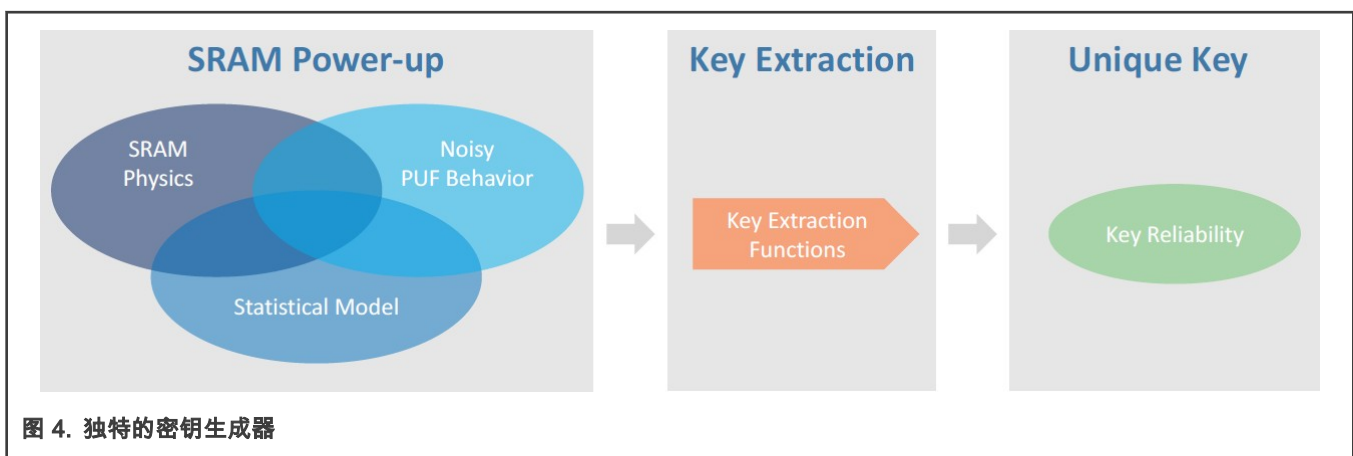 SRAM Power-up
SRAM
Physics
Noisy
PUF Behavior
Statistical Model
Key Extraction
Key Extraction
Functions
Unique Key
Key Reliability
图 4. 独特的密钥生成器